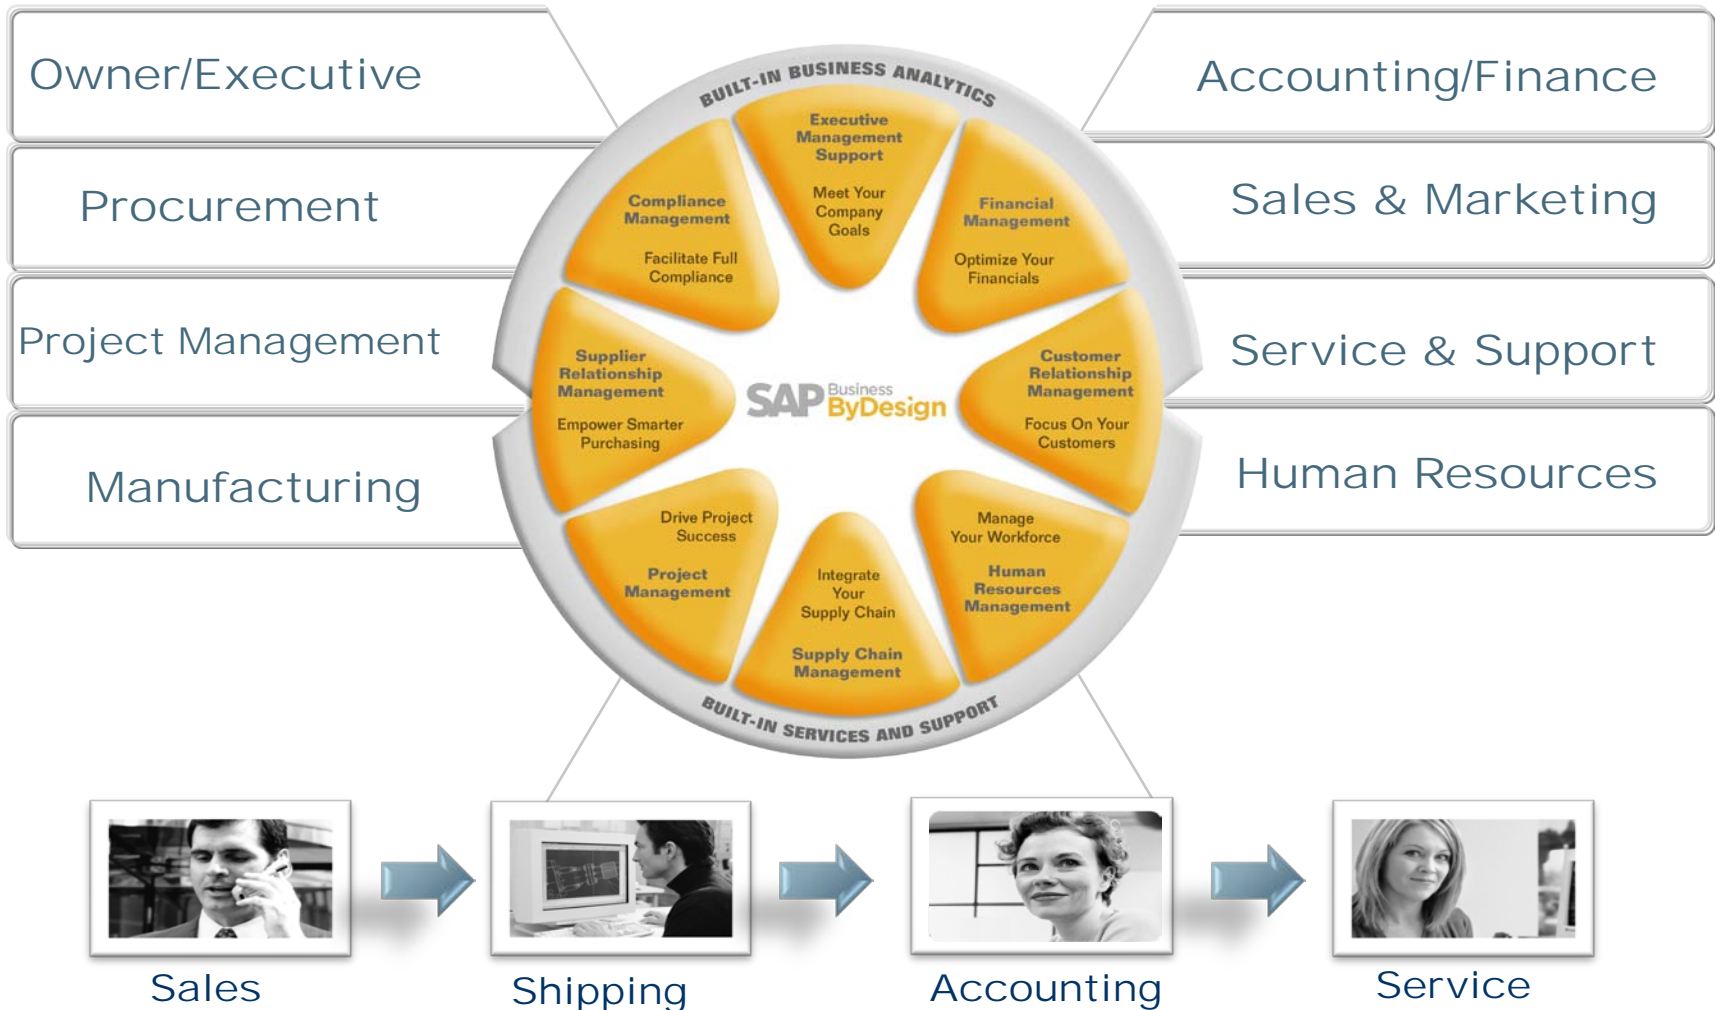 Owner/Executive
Procurement
Project Management
Manufacturing
BUILT-IN BUSINESS ANALYTICS
Executive
Management
Support
Meet Your
Company
Goals
Compliance
Management
Facilitate Full
Compliance
Financial
Management
Optimize Your
Financials
Supplier
Relationship
Management
Empower Smarter
Purchasing
SAP Business
ByDesign
Customer
Relationship
Management
Focus On Your
Customers
Drive Project
Success
Project
Management
Integrate
Your
Supply Chain
Supply Chain
Management
Manage
Your Workforce
Human
Resources
Management
BUILT-IN SERVICES AND SUPPORT
Accounting/Finance
Sales & Marketing
Service & Support
Human Resources
Sales
Shipping
Accounting
Service